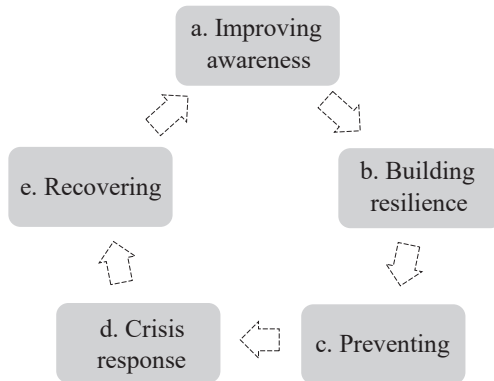 a. Improving
awareness
b. Building
resilience
c. Preventing
d. Crisis
response
e. Recovering